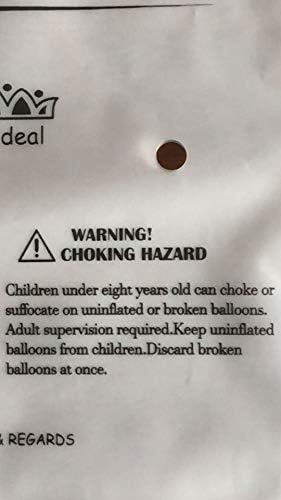 deal
WARNING!
CHOKING HAZARD
Children under eight years old can choke or
suffocate on uninflated or broken balloons.
Adult supervision required.Keep uninflated
balloons from children.Discard broken
balloons at once.
& REGARDS